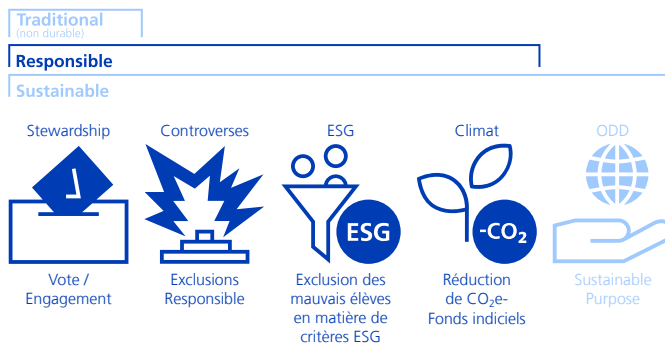 Traditional
(non durable)
Responsible
Sustainable
Stewardship
Controverses
ESG
Climat
ODD
ESG
-CO₂
Vote /
Engagement
Exclusions
Responsible
Exclusion des
mauvais élèves
en matière de
critères ESG
Réduction
de CO₂e-
Fonds indiciels
Sustainable
Purpose